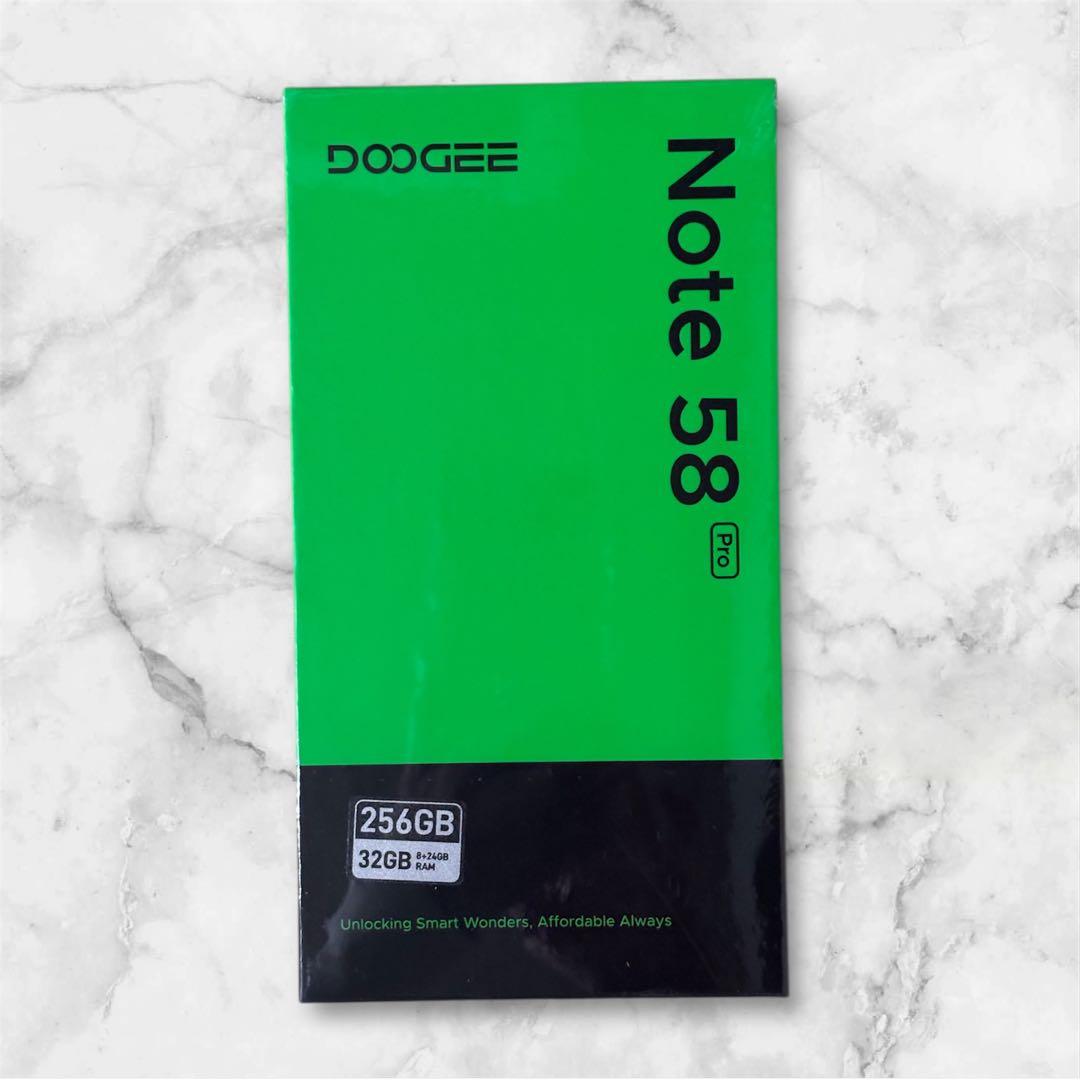 DOOGEE
Note 58 Pro
256GB
32GB 8+24GB RAM
Unlocking Smart Wonders, Affordable Always